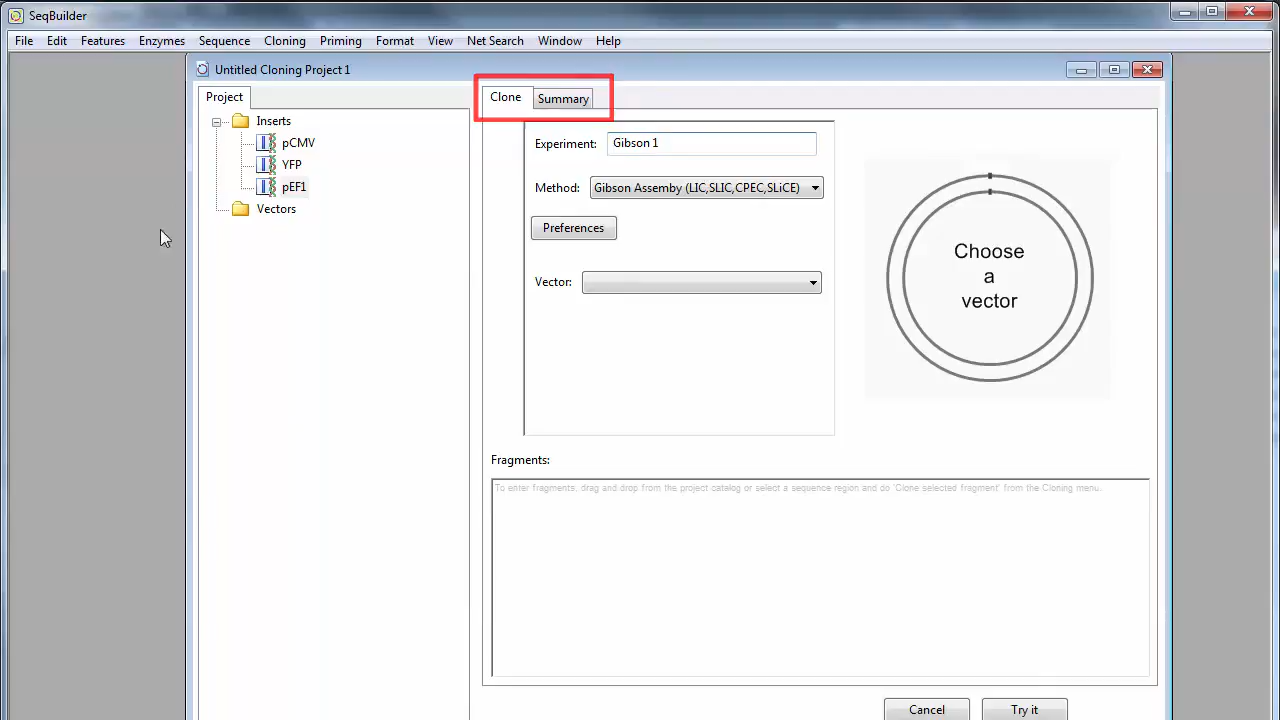 SeqBuilder
File Edit Features Enzymes Sequence Cloning Priming Format View Net Search Window Help
Untitled Cloning Project 1
Project
Clone Summary
Inserts
pCMV
YFP
pEF1
Vectors
Experiment: Gibson 1
Method: Gibson Assemby (LIC,SLIC,CPEC,SLiCE)
Preferences
Vector:
Choose
a
vector
Fragments:
To enter fragments, drag and drop from the project catalog or select a sequence region and do 'Clone selected fragment' from the Cloning menu.
Cancel Try it